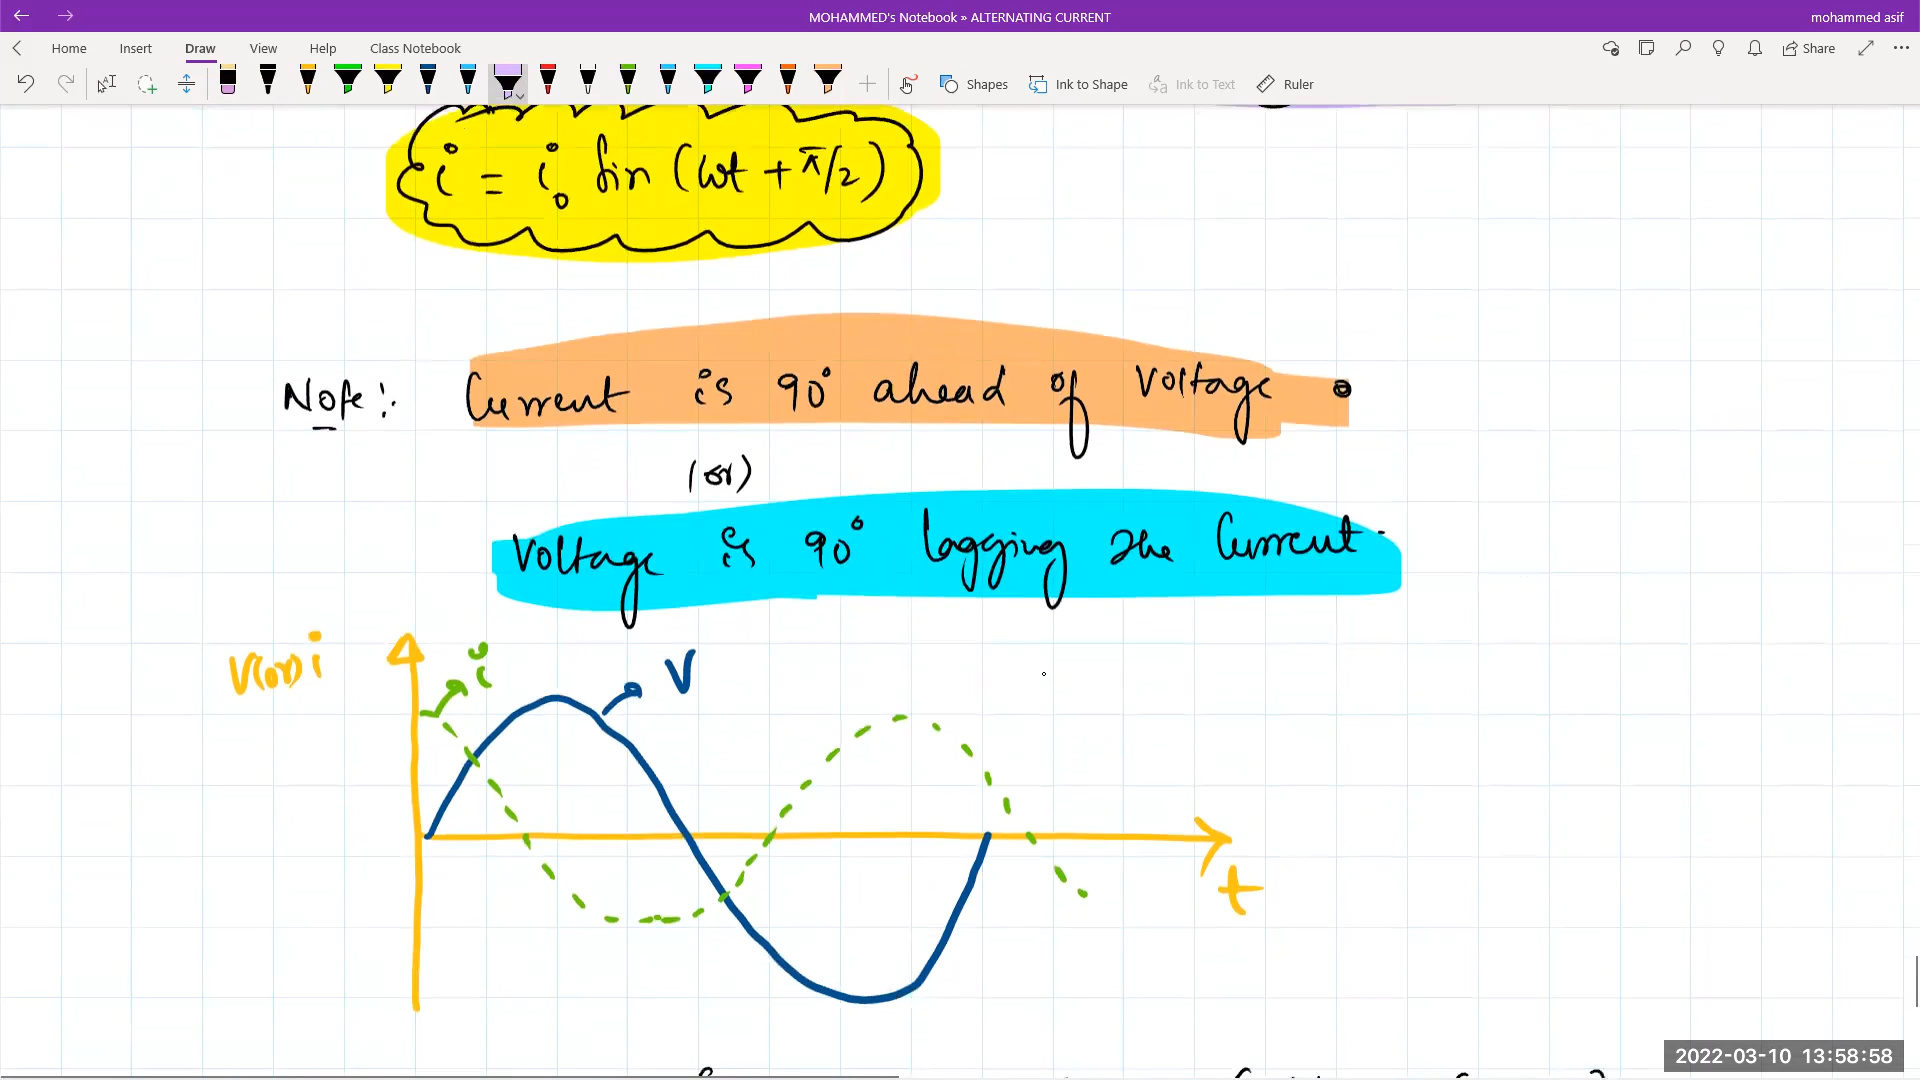 MOHAMMED's Notebook » ALTERNATING CURRENT
mohammed asif
Home Insert Draw View Help Class Notebook
Share
Shapes Ink to Shape Ink to Text Ruler
i = i₀ sin (ωt + π/2)
Note:. Current is 90° ahead of Voltage.
(or)
Voltage is 90° lagging the Current.
V(or) i
i
V
t
2022-03-10 13:58:58